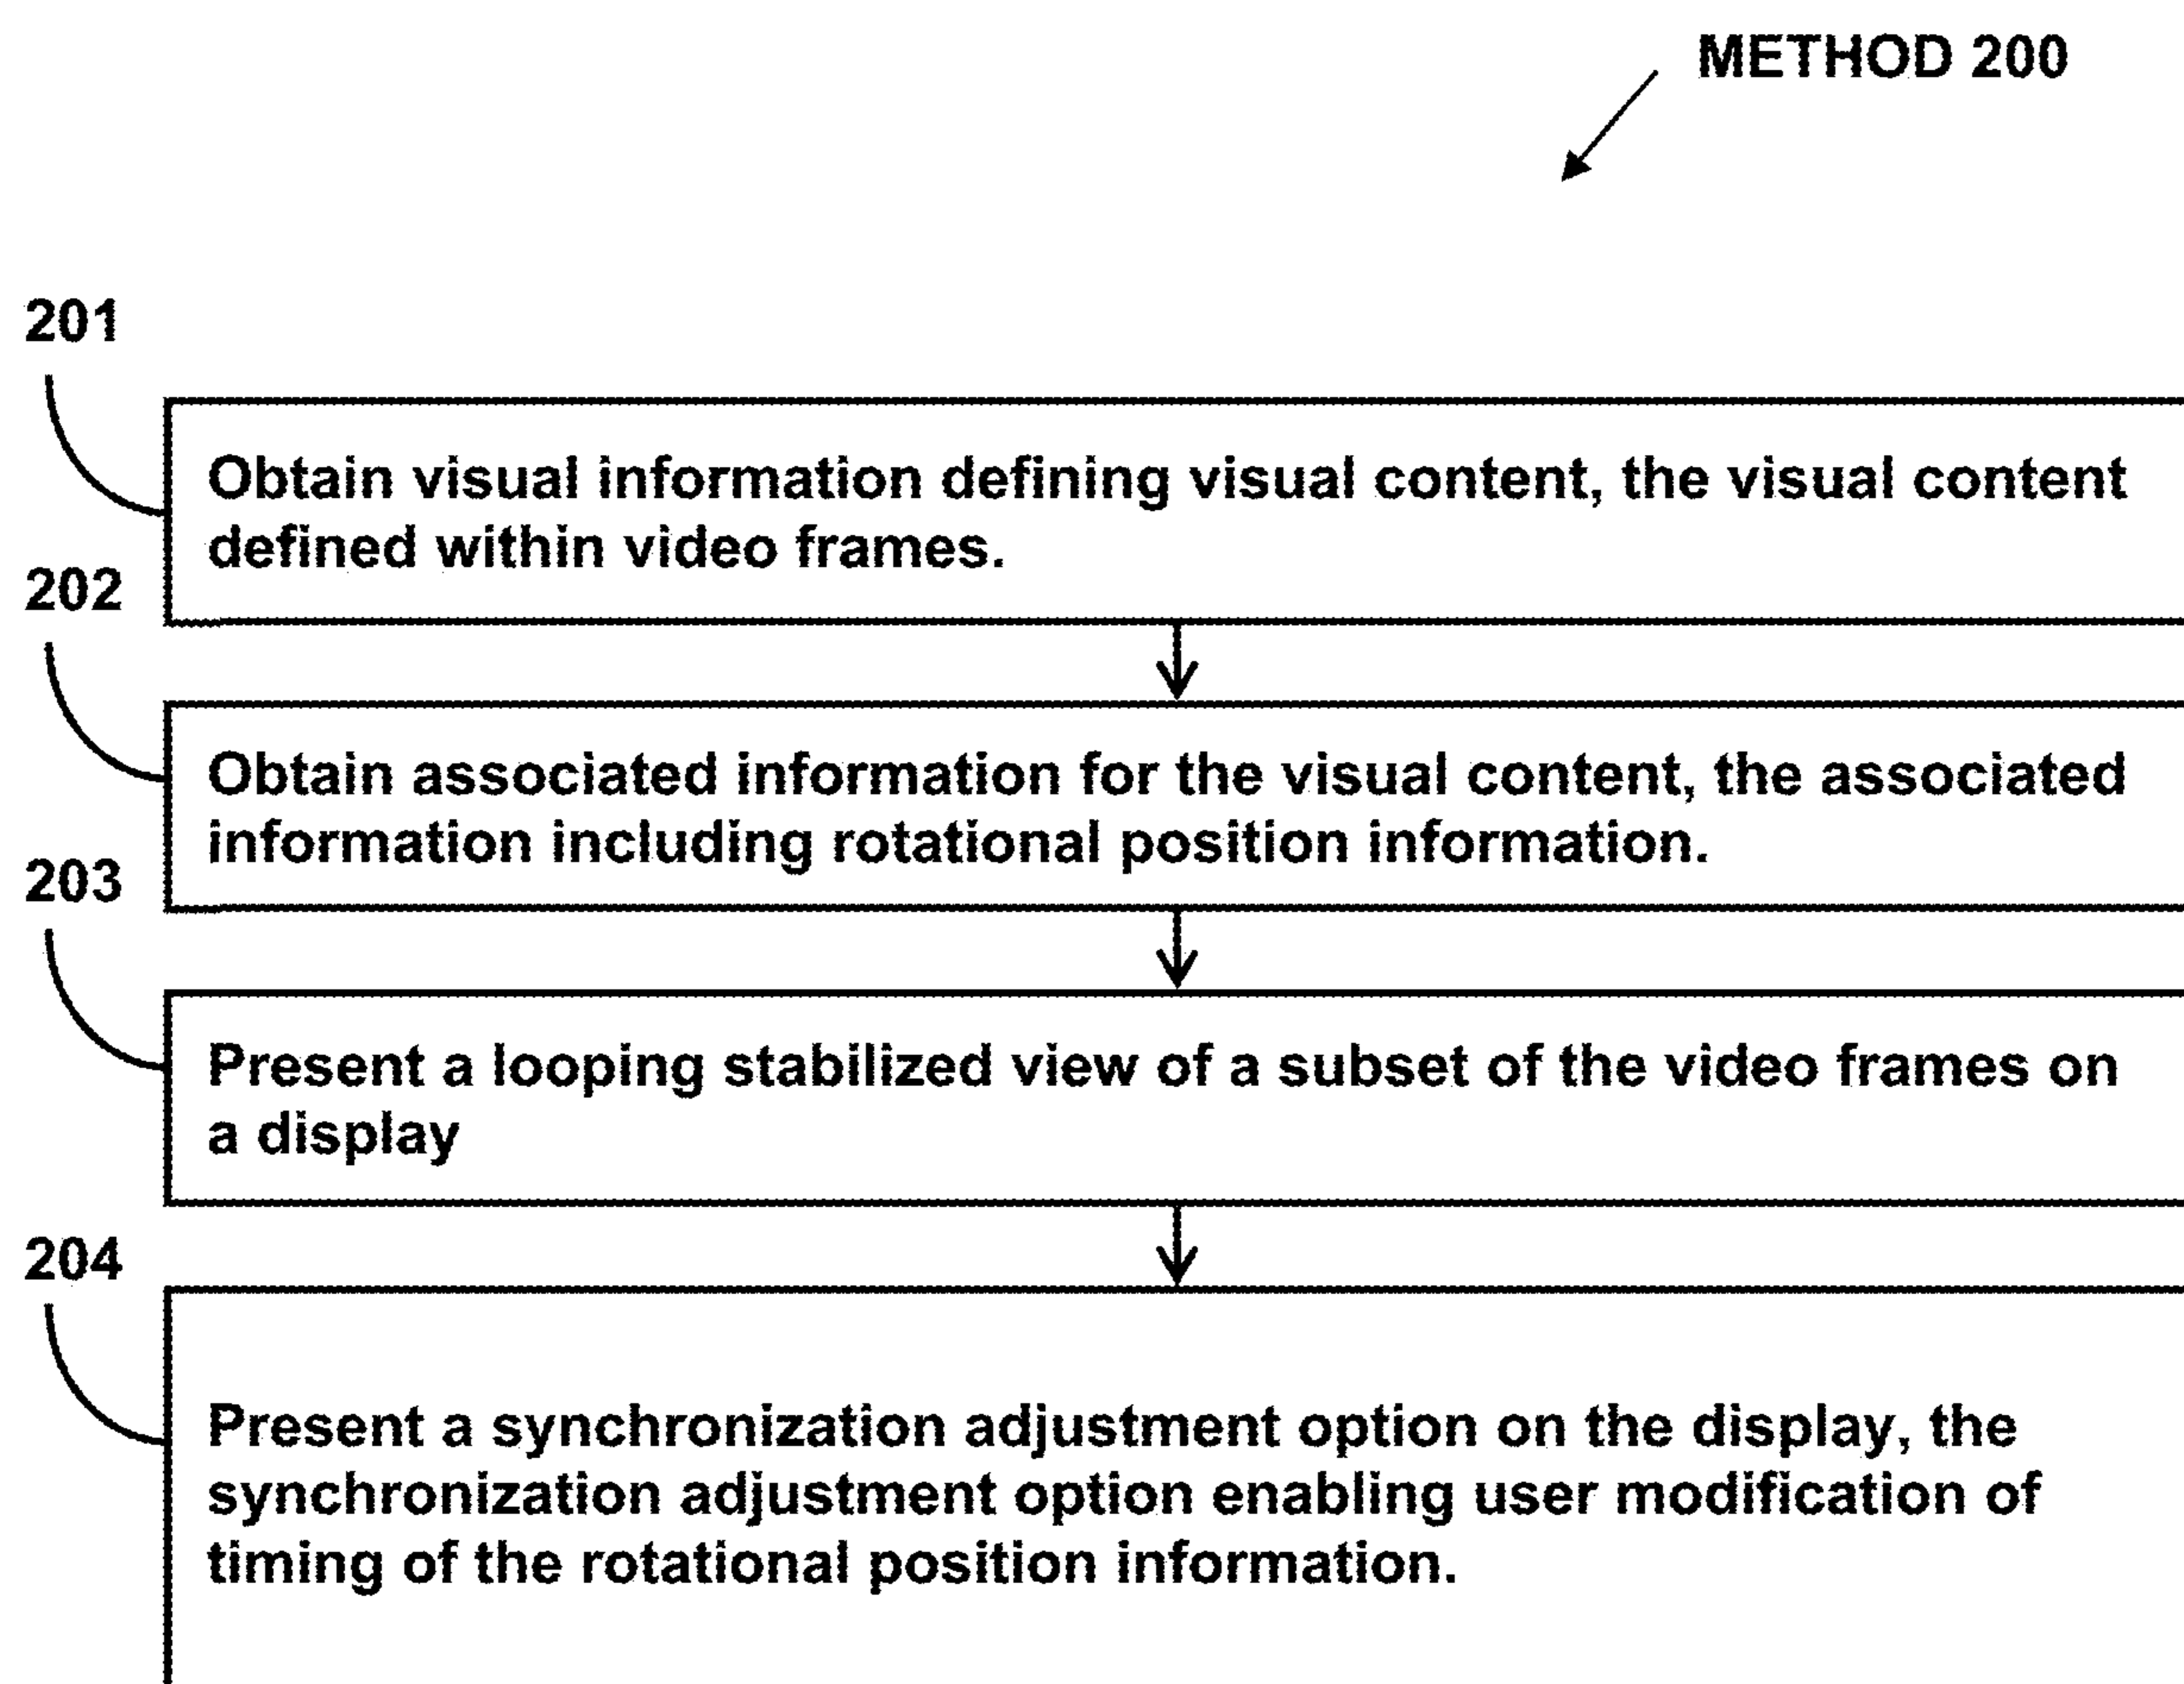 METHOD 200
201
Obtain visual information defining visual content, the visual content
defined within video frames.
202
Obtain associated information for the visual content, the associated
information including rotational position information.
203
Present a looping stabilized view of a subset of the video frames on
a display
204
Present a synchronization adjustment option on the display, the
synchronization adjustment option enabling user modification of
timing of the rotational position information.